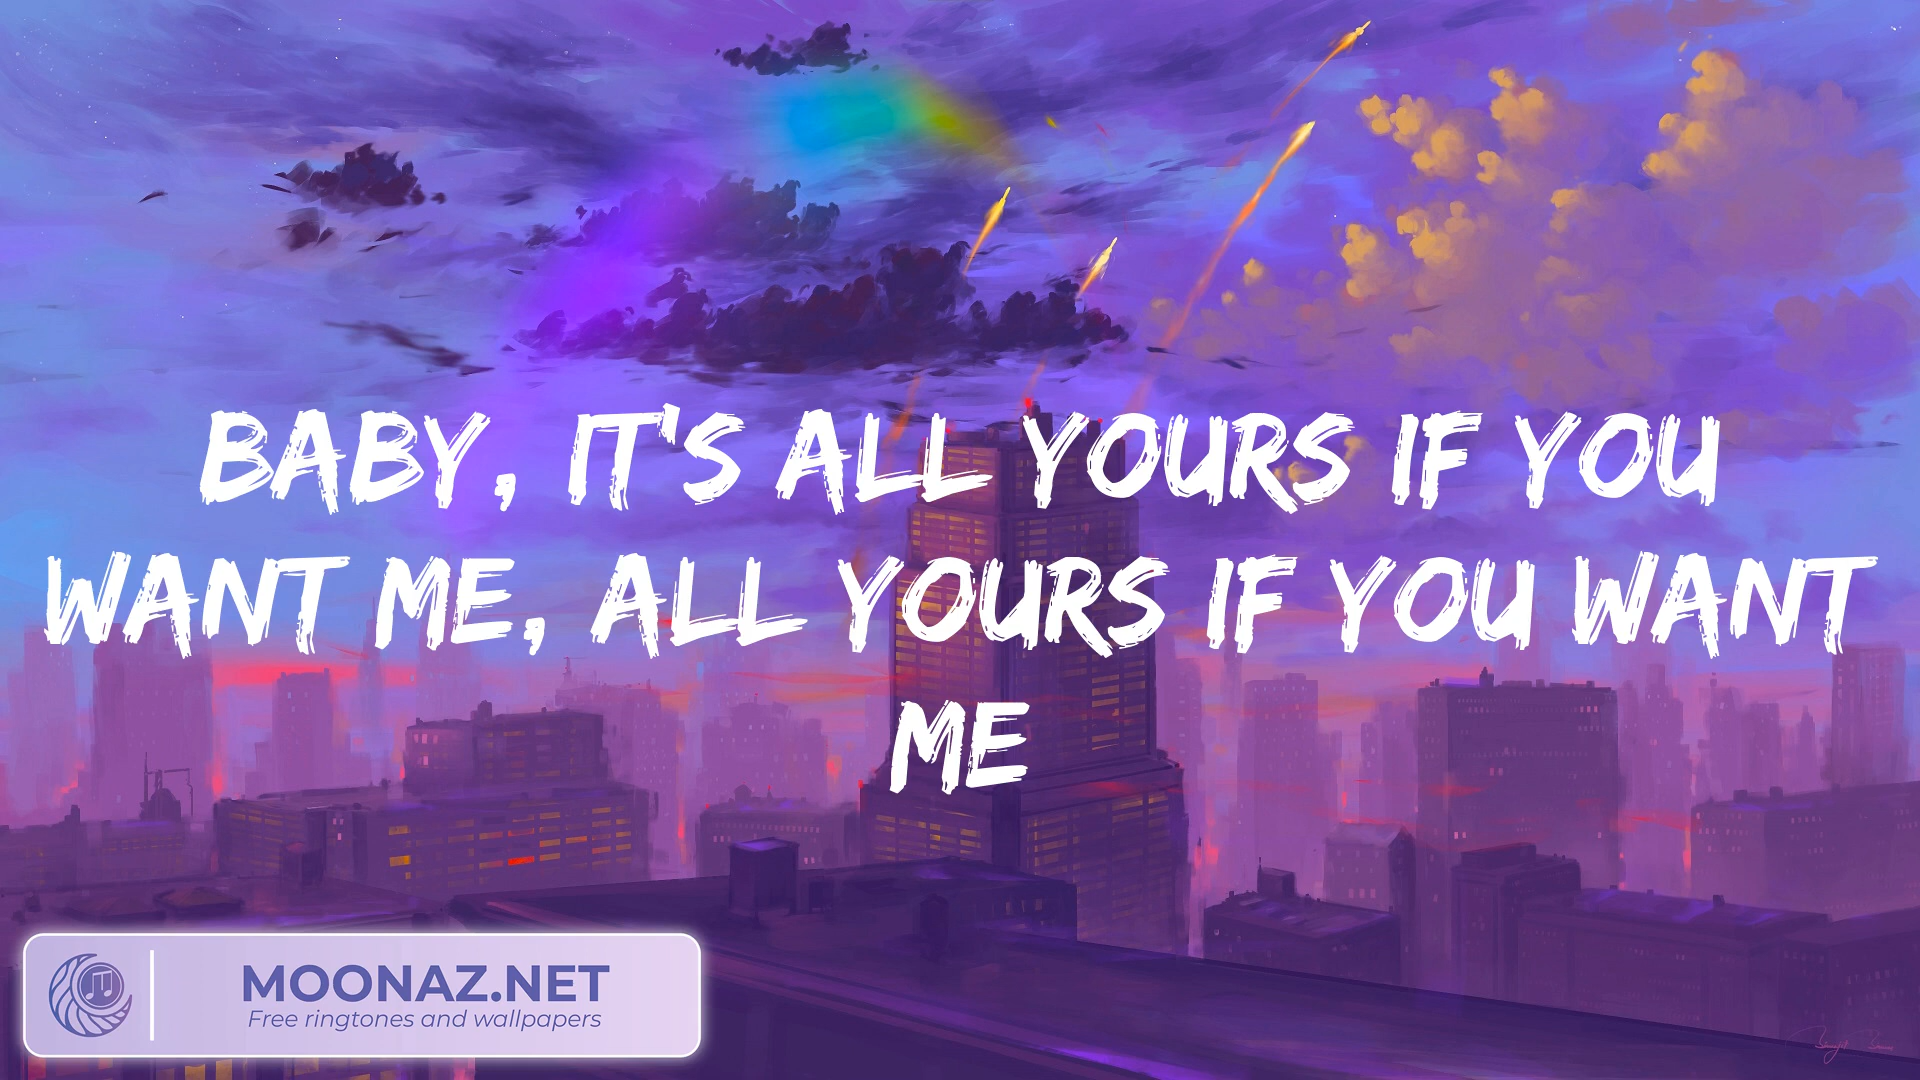 BABY, IT'S ALL YOURS IF YOU
WANT ME, ALL YOURS IF YOU WANT
ME
MOONAZ.NET
Free ringtones and wallpapers